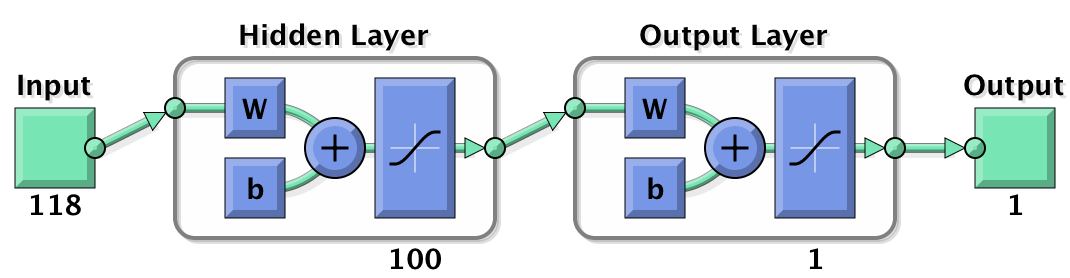 Hidden Layer
Output Layer
Input
Output
W
W
+
+
b
b
118
1
100
1